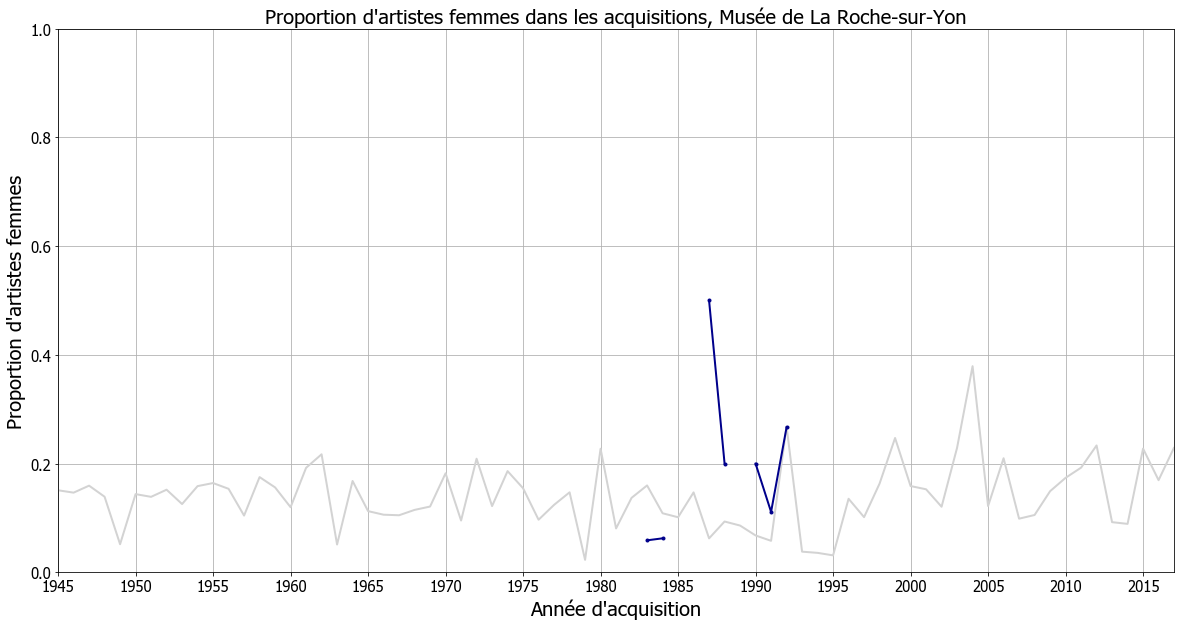 Proportion d'artistes femmes dans les acquisitions, Musée de La Roche-sur-Yon
Proportion d'artistes femmes
1.0
0.8
0.6
0.4
0.2
0.0
1945 1950 1955 1960 1965 1970 1975 1980 1985 1990 1995 2000 2005 2010 2015
Année d'acquisition